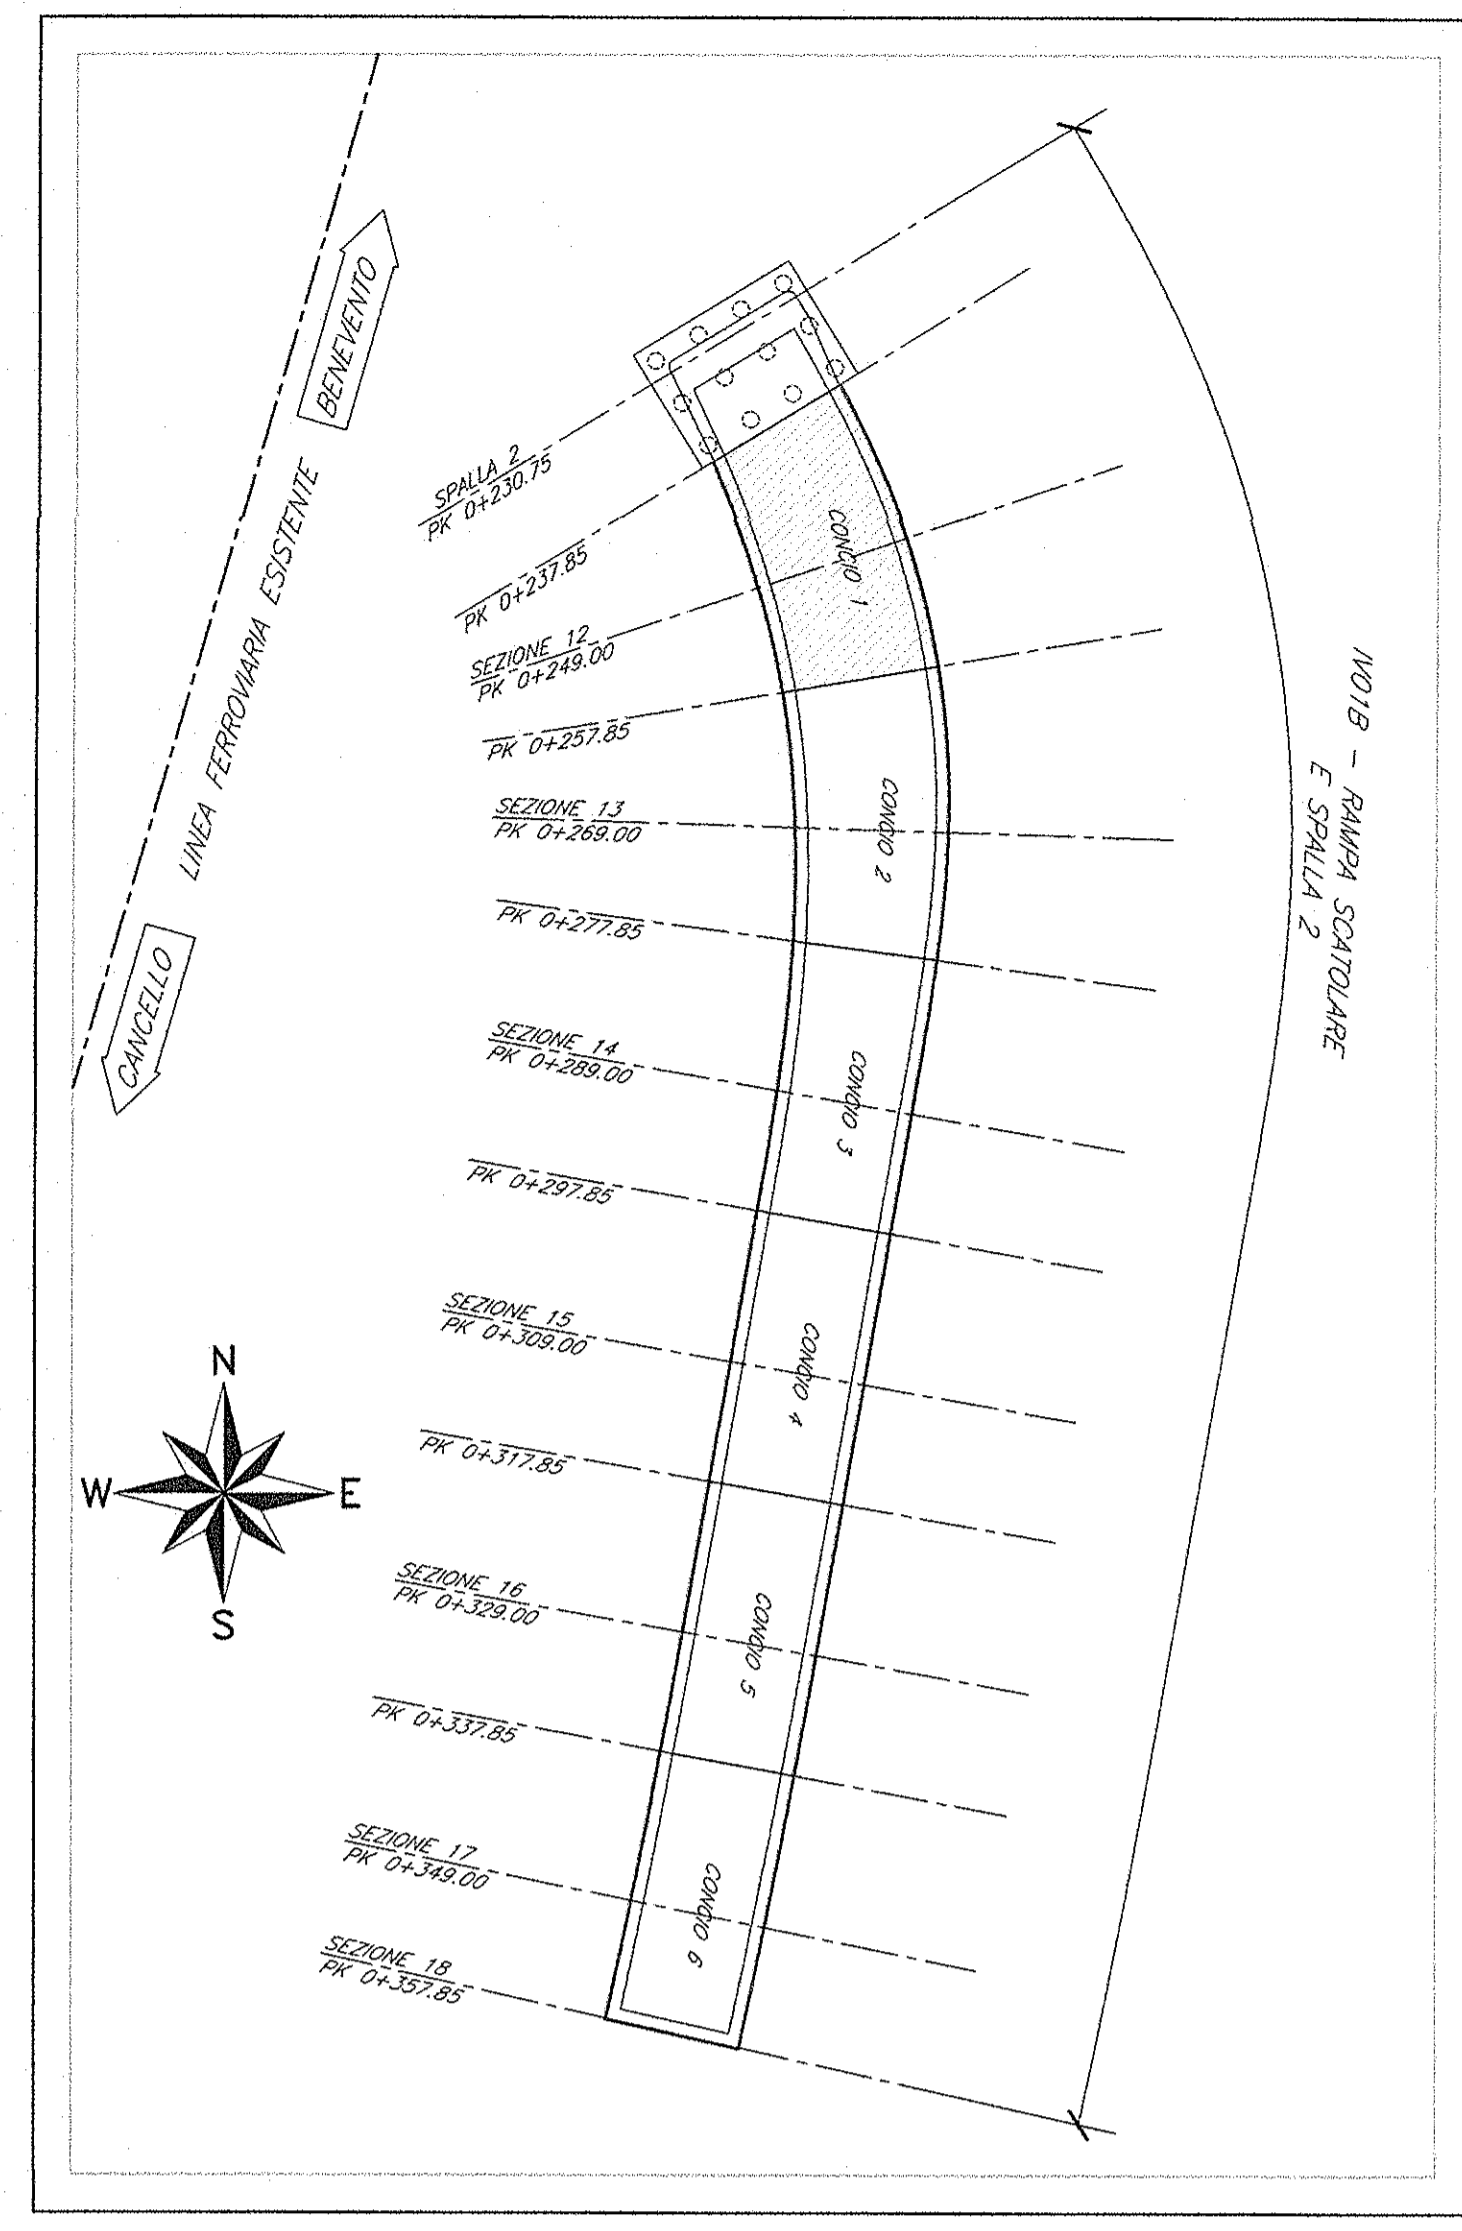 BENEVENTO
LINEA FERROVIARIA ESISTENTE
CANCELLO
SPALLA 2
PK 0+230.75
PK 0+237.85
SEZIONE 12
PK 0+249.00
PK 0+257.85
SEZIONE 13
PK 0+269.00
PK 0+277.85
SEZIONE 14
PK 0+289.00
PK 0+297.85
SEZIONE 15
PK 0+309.00
PK 0+317.85
SEZIONE 16
PK 0+329.00
PK 0+337.85
SEZIONE 17
PK 0+349.00
SEZIONE 18
PK 0+357.85
CONCIO 1
CONCIO 2
CONCIO 3
CONCIO 4
CONCIO 5
CONCIO 6
IV01B - RAMPA SCATOLARE
E SPALLA 2
N
W E
S